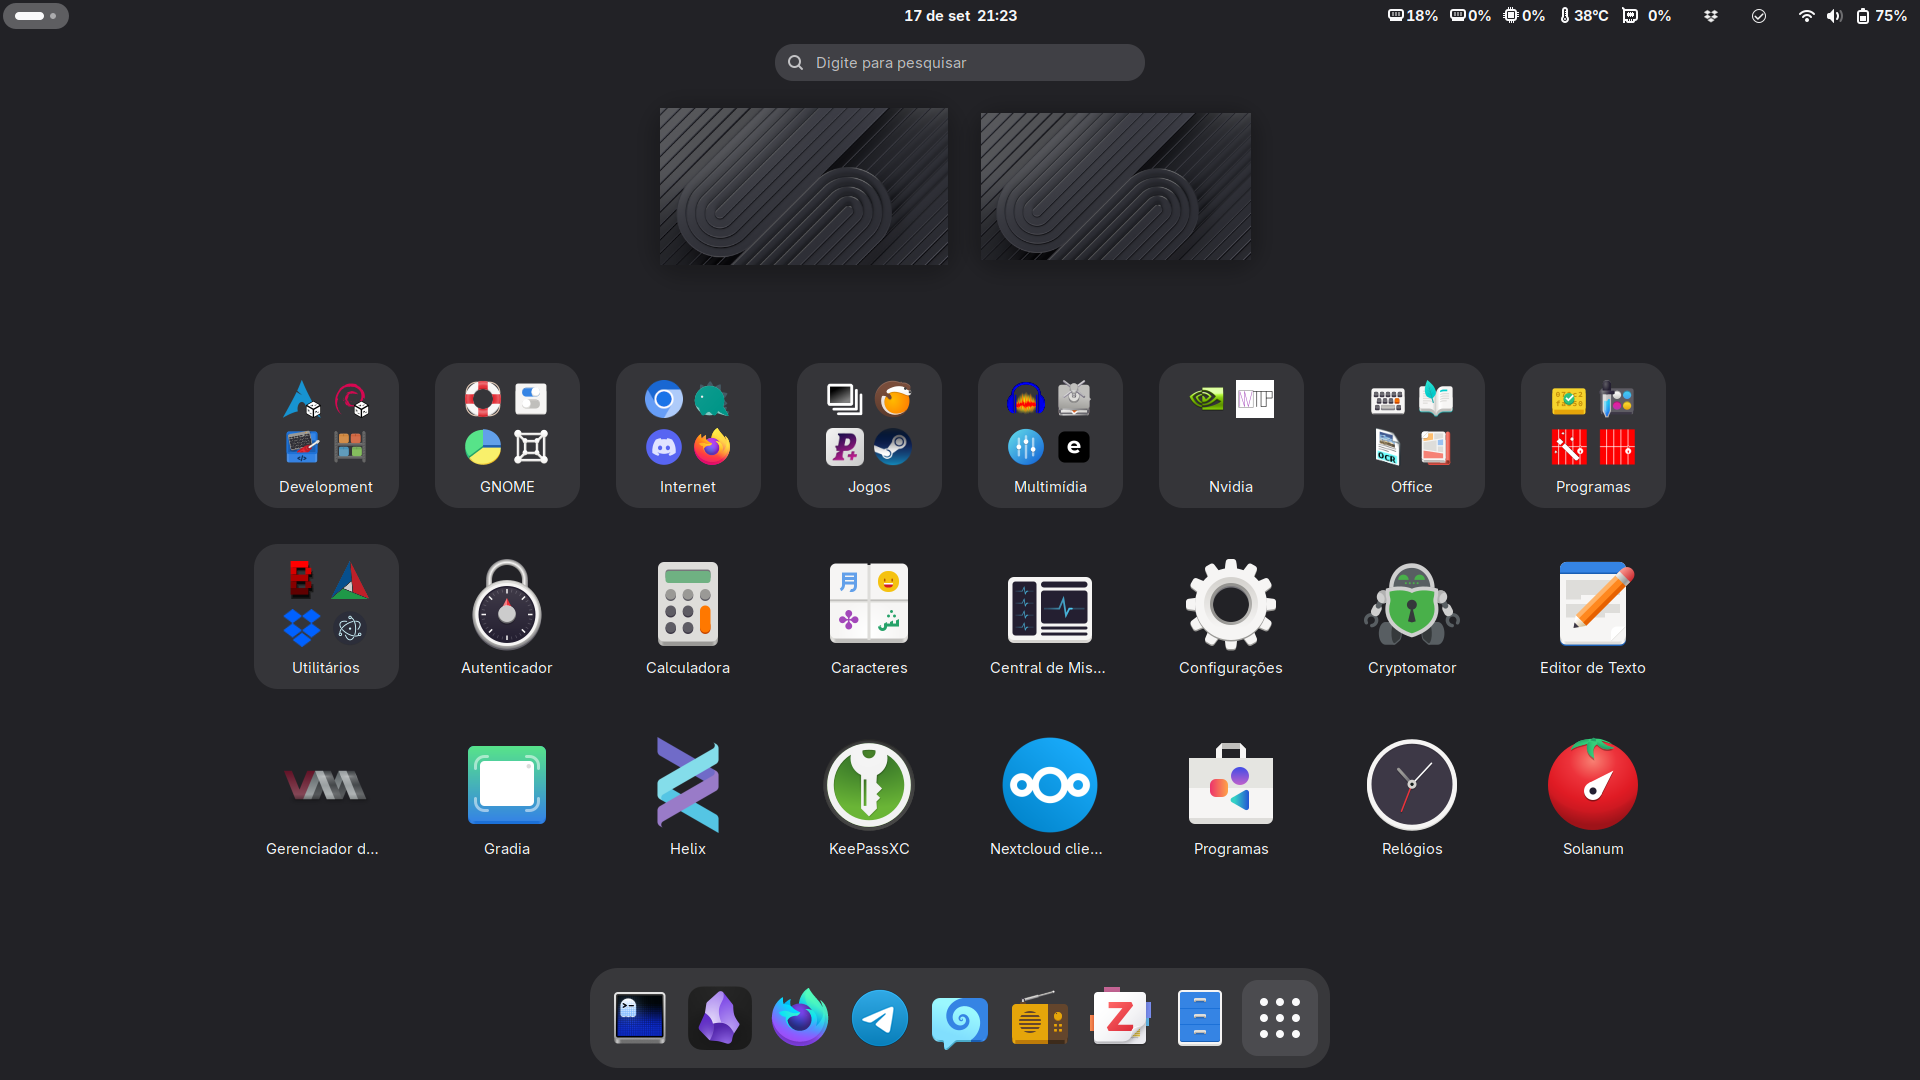 17 de set 21:23
18% 0% 0% 38°C 0% 75%
Digite para pesquisar
Development GNOME Internet Jogos Multimídia Nvidia Office Programas
Utilitários Autenticador Calculadora Caracteres Central de Mis... Configurações Cryptomator Editor de Texto
Gerenciador d... Gradia Helix KeePassXC Nextcloud clie... Programas Relógios Solanum